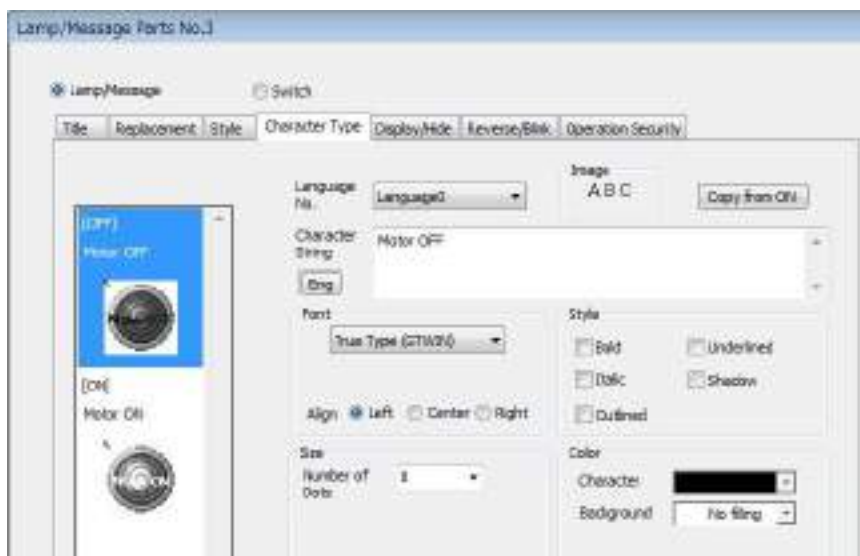 Lamp/Message Parts No.3
Lamp/Message Switch
Title Replacement Style Character Type Display/Hide Reverse/Blink Operation Security
Language No. Language0
Image
A B C
Copy from ON
[OFF]
Motor OFF
Character String
Motor OFF
Eng
Font
True Type (GTWIN)
Align Left Center Right
Style
Bold Underlined
Italic Shadow
Outlined
[ON]
Motor ON
Size
Number of Dots
Color
Character
Background No filling